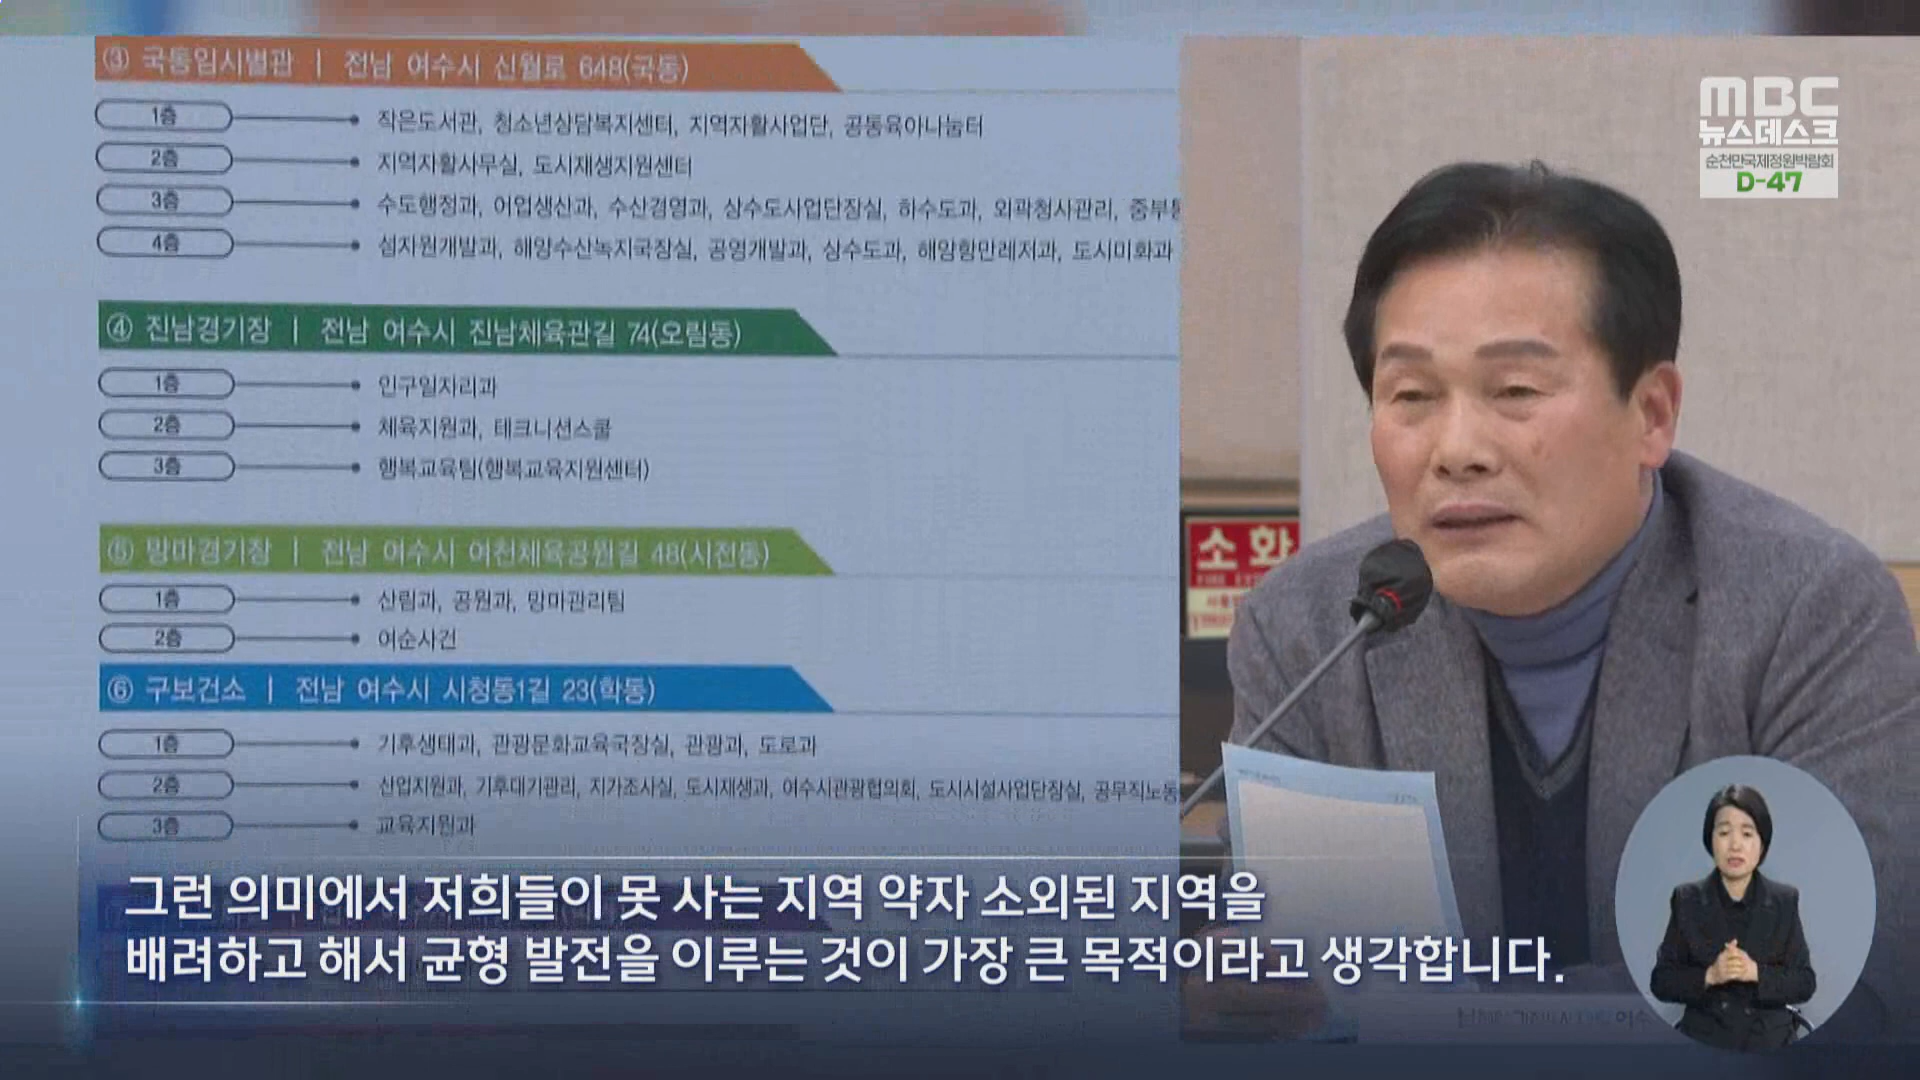 ③ 국동임시별관 | 전남 여수시 신월로 648(국동)
1층 작은도서관, 청소년상담복지센터, 지역자활사업단, 공동육아나눔터
2층 지역자활사무실, 도시재생지원센터
3층 수도행정과, 어업생산과, 수산경영과, 상수도사업단장실, 하수도과, 외곽청사관리, 중부
4층 섬자원개발과, 해양수산녹지국장실, 공영개발과, 상수도과, 해양항만레저과, 도시미화과
④ 진남경기장 | 전남 여수시 진남체육관길 74(오림동)
1층 인구일자리과
2층 체육지원과, 테크니션스쿨
3층 행복교육팀(행복교육지원센터)
⑤ 망마경기장 | 전남 여수시 여천체육공원길 48(시전동)
1층 산림과, 공원과, 망마관리팀
2층 여순사건
⑥ 구보건소 | 전남 여수시 시청동1길 23(학동)
1층 기후생태과, 관광문화교육국장실, 관광과, 도로과
2층 산업지원과, 기후대기관리, 지가조사실, 도시재생과, 여수시관광협의회, 도시시설사업단장실, 공무직노동
3층 교육지원과
MBC
뉴스데스크
순천만국제정원박람회
D-47
소화
그런 의미에서 저희들이 못 사는 지역 약자 소외된 지역을
배려하고 해서 균형 발전을 이루는 것이 가장 큰 목적이라고 생각합니다.